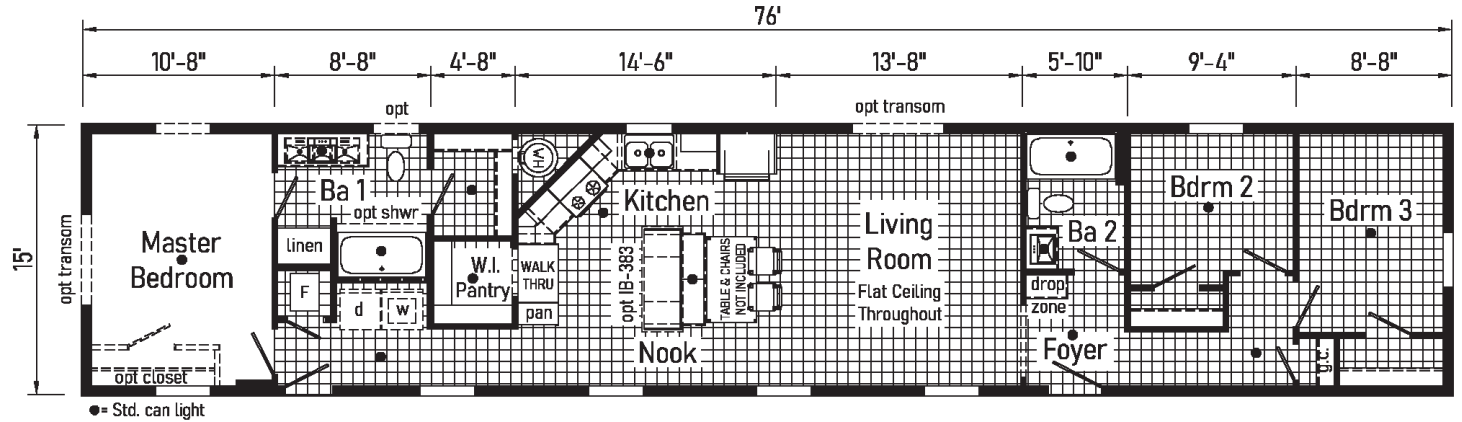 76'
10'-8"
8'-8"
4'-8"
14'-6"
13'-8"
5'-10"
9'-4"
8'-8"
opt
opt transom
15'
opt transom
Master
Bedroom
opt closet
Ba 1
opt shwr
linen
F
d
w
W.I.
Pantry
WH
WALK
THRU
pan
Kitchen
opt IB-383
TABLE & CHAIRS
NOT INCLUDED
Nook
Living
Room
Flat Ceiling
Throughout
Ba 2
drop
zone
Foyer
Bdrm 2
Bdrm 3
g.c.
●= Std. can light